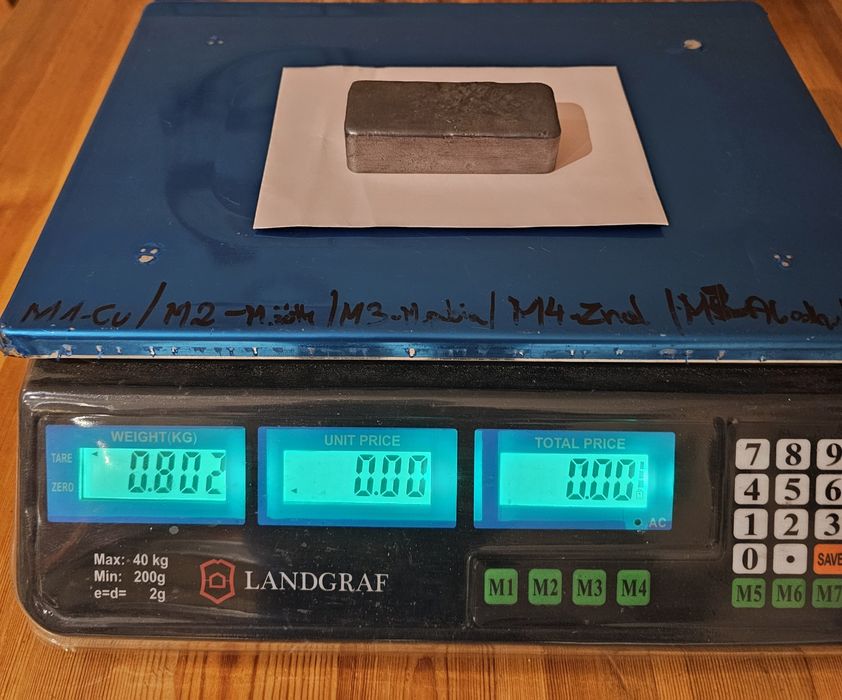 M1-Cu / M2 - M.żółte / M3 - M.
M4-Znal
WEIGHT(KG)
TARE
ZERO
0.802
UNIT PRICE
0.00
TOTAL PRICE
0.00
AC
Max: 40 kg
Min: 200g
e=d= 2g
LANDGRAF
M1 M2 M3 M4
7 8 9
4 5 6
1 2 3
0 • SAVE
M5 M6 M7